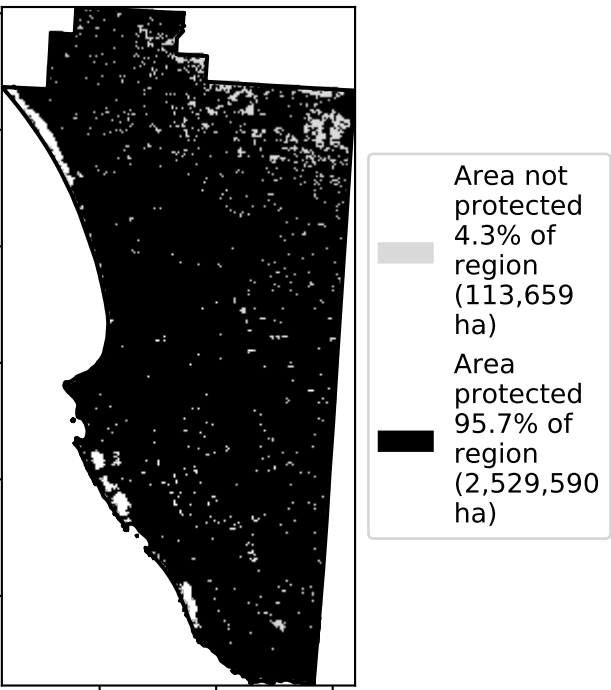 Area not
protected
4.3% of
region
(113,659
ha)
Area
protected
95.7% of
region
(2,529,590
ha)